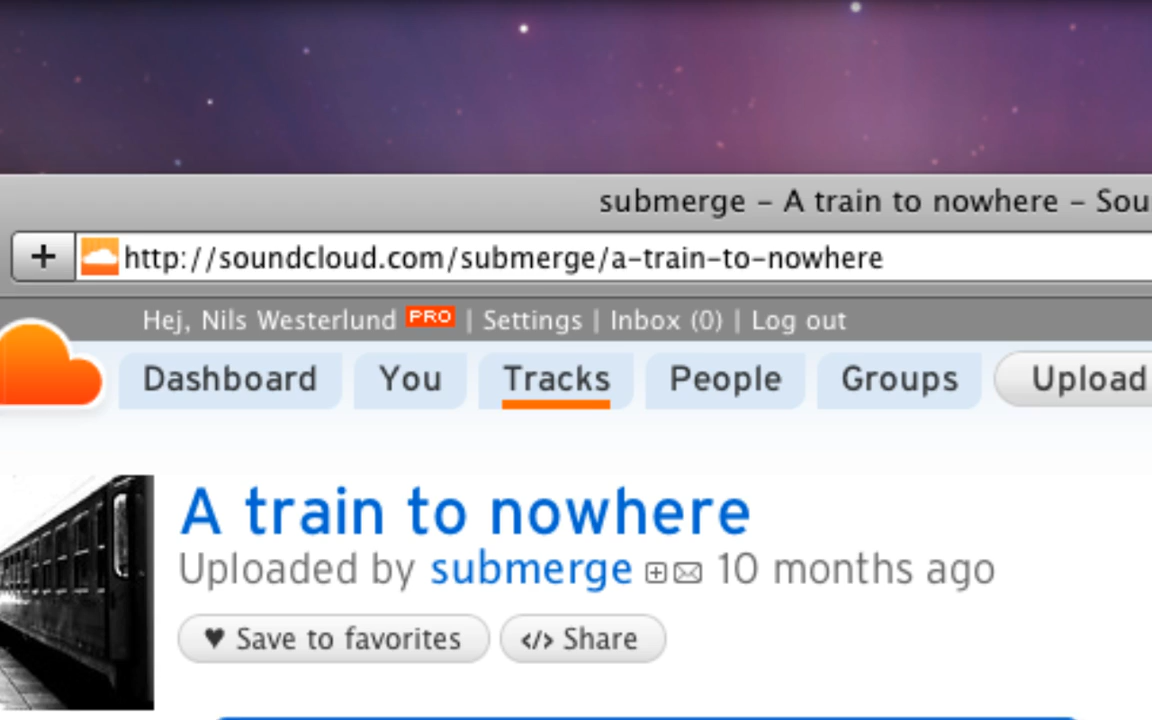 submerge – A train to nowhere – Sou
+ http://soundcloud.com/submerge/a-train-to-nowhere
Hej, Nils Westerlund PRO | Settings | Inbox (0) | Log out
Dashboard You Tracks People Groups Upload
A train to nowhere
Uploaded by submerge 10 months ago
♥ Save to favorites </> Share